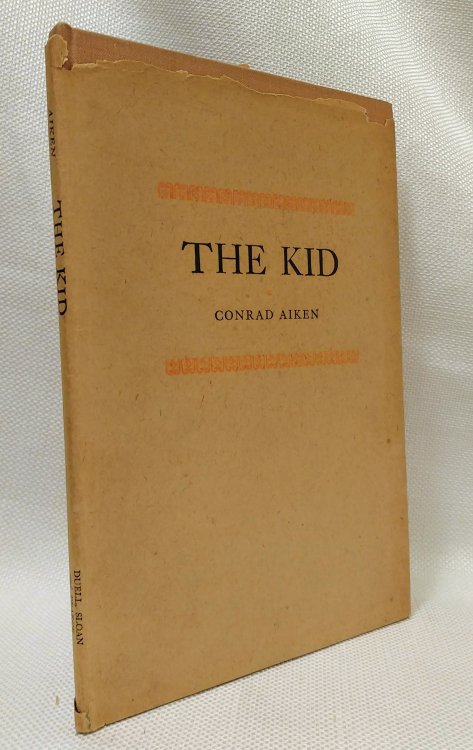 THE KID
CONRAD AIKEN
AIKEN
THE KID
DUELL, SLOAN